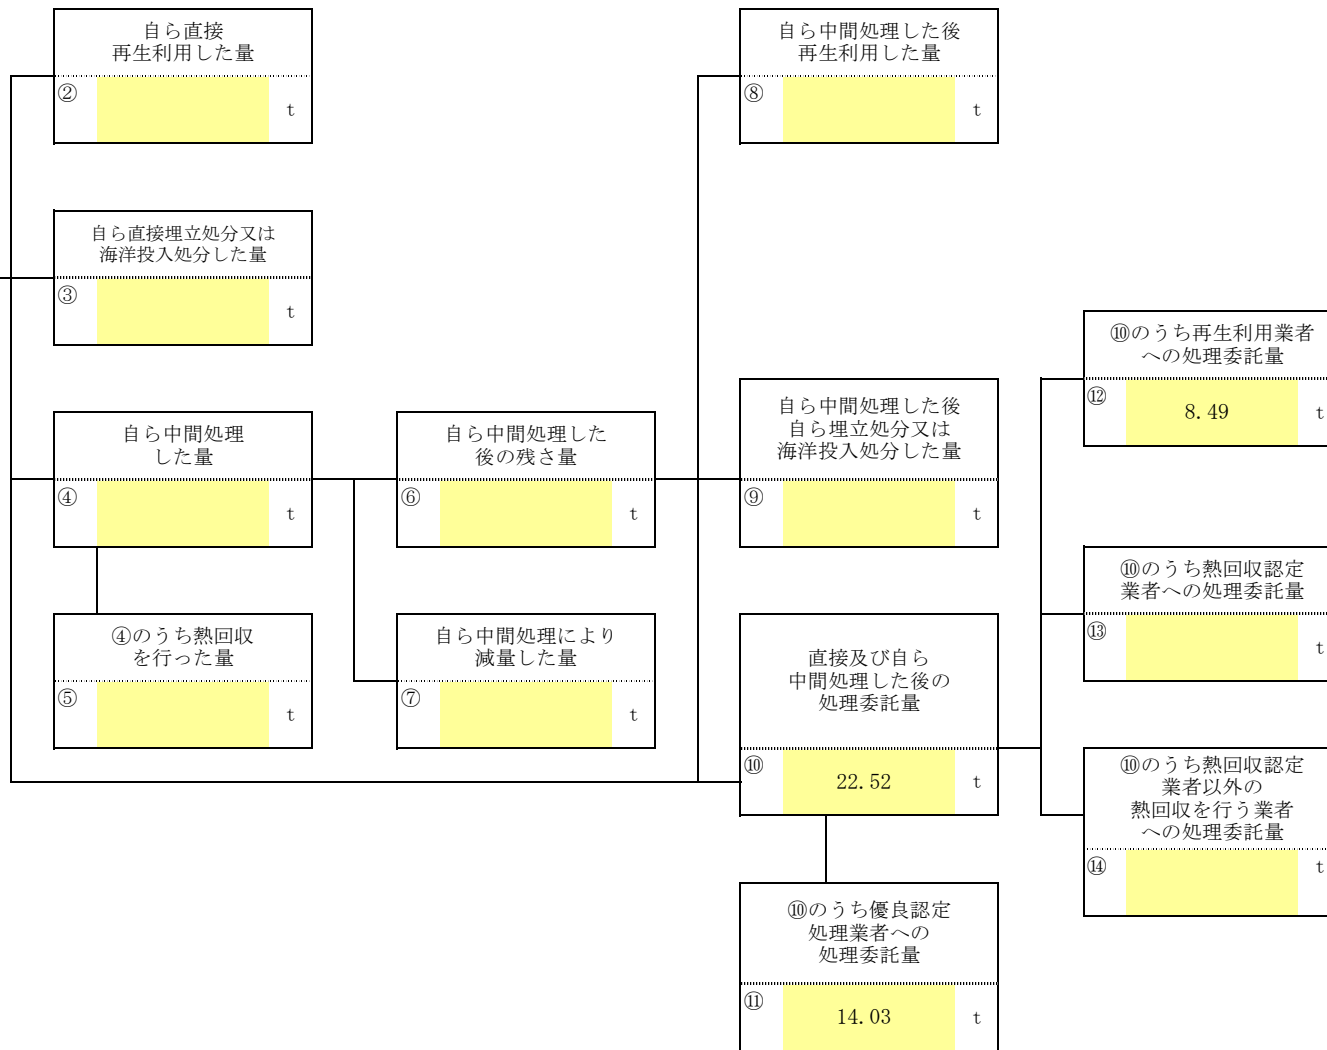 自ら直接
再生利用した量
②
t
自ら中間処理した後
再生利用した量
⑧
t
自ら直接埋立処分又は
海洋投入処分した量
③
t
⑩のうち再生利用業者
への処理委託量
⑫
8.49
t
自ら中間処理
した量
④
t
自ら中間処理した
後の残さ量
⑥
t
自ら中間処理した後
自ら埋立処分又は
海洋投入処分した量
⑨
t
⑩のうち熱回収認定
業者への処理委託量
⑬
t
④のうち熱回収
を行った量
⑤
t
自ら中間処理により
減量した量
⑦
t
直接及び自ら
中間処理した後の
処理委託量
⑩
22.52
t
⑩のうち熱回収認定
業者以外の
熱回収を行う業者
への処理委託量
⑭
t
⑩のうち優良認定
処理業者への
処理委託量
⑪
14.03
t